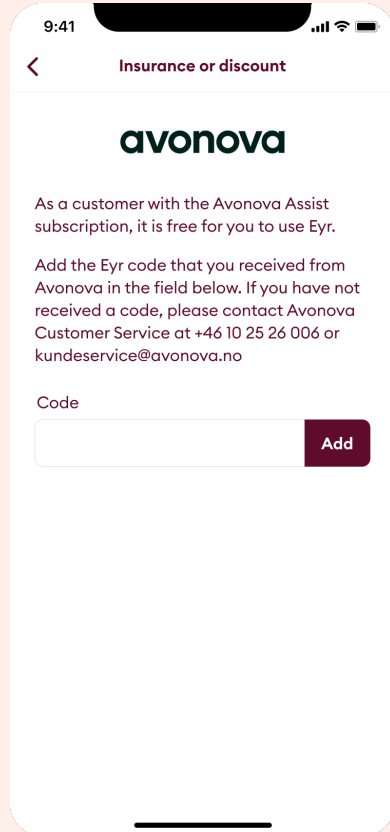 9:41
Insurance or discount
avonova
As a customer with the Avonova Assist
subscription, it is free for you to use Eyr.
Add the Eyr code that you received from
Avonova in the field below. If you have not
received a code, please contact Avonova
Customer Service at +46 10 25 26 006 or
kundeservice@avonova.no
Code
Add